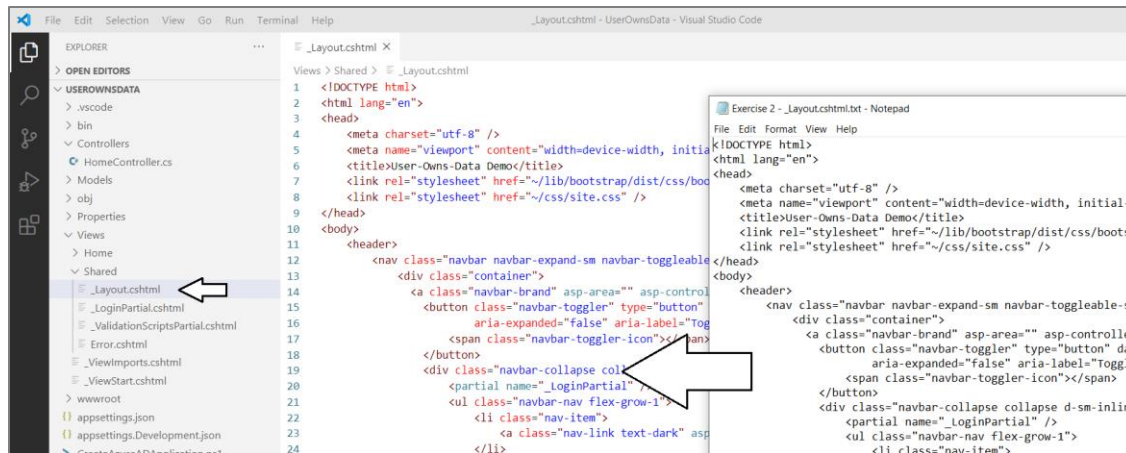 File Edit Selection View Go Run Terminal Help
_Layout.cshtml - UserOwnsData - Visual Studio Code
EXPLORER
OPEN EDITORS
USEROWNSDATA
.vscode
bin
Controllers
HomeController.cs
Models
obj
Properties
Views
Home
Shared
_Layout.cshtml
_LoginPartial.cshtml
_ValidationScriptsPartial.cshtml
Error.cshtml
_ViewImports.cshtml
_ViewStart.cshtml
wwwroot
appsettings.json
appsettings.Development.json
_Layout.cshtml
Views > Shared > _Layout.cshtml
1 <!DOCTYPE html>
2 <html lang="en">
3 <head>
4 <meta charset="utf-8" />
5 <meta name="viewport" content="width=device-width, initia
6 <title>User-Owns-Data Demo</title>
7 <link rel="stylesheet" href="~/lib/bootstrap/dist/css/boo
8 <link rel="stylesheet" href="~/css/site.css" />
9 </head>
10 <body>
11 <header>
12 <nav class="navbar navbar-expand-sm navbar-toggleable
13 <div class="container">
14 <a class="navbar-brand" asp-area="" asp-control
15 <button class="navbar-toggler" type="button"
16 aria-expanded="false" aria-label="Tog
17 <span class="navbar-toggler-icon"></span>
18 </button>
19 <div class="navbar-collapse col
20 <partial name="_LoginPartial" />
21 <ul class="navbar-nav flex-grow-1">
22 <li class="nav-item">
23 <a class="nav-link text-dark" asp
24 </li>
Exercise 2 - _Layout.cshtml.txt - Notepad
File Edit Format View Help
<!DOCTYPE html>
<html lang="en">
<head>
<meta charset="utf-8" />
<meta name="viewport" content="width=device-width, initial-
<title>User-Owns-Data Demo</title>
<link rel="stylesheet" href="~/lib/bootstrap/dist/css/boots
<link rel="stylesheet" href="~/css/site.css" />
</head>
<body>
<header>
<nav class="navbar navbar-expand-sm navbar-toggleable-s
<div class="container">
<a class="navbar-brand" asp-area="" asp-controlle
<button class="navbar-toggler" type="button" da
aria-expanded="false" aria-label="Toggl
<span class="navbar-toggler-icon"></span>
</button>
<div class="navbar-collapse collapse d-sm-inlin
<partial name="_LoginPartial" />
<ul class="navbar-nav flex-grow-1">
<li class="nav-item">